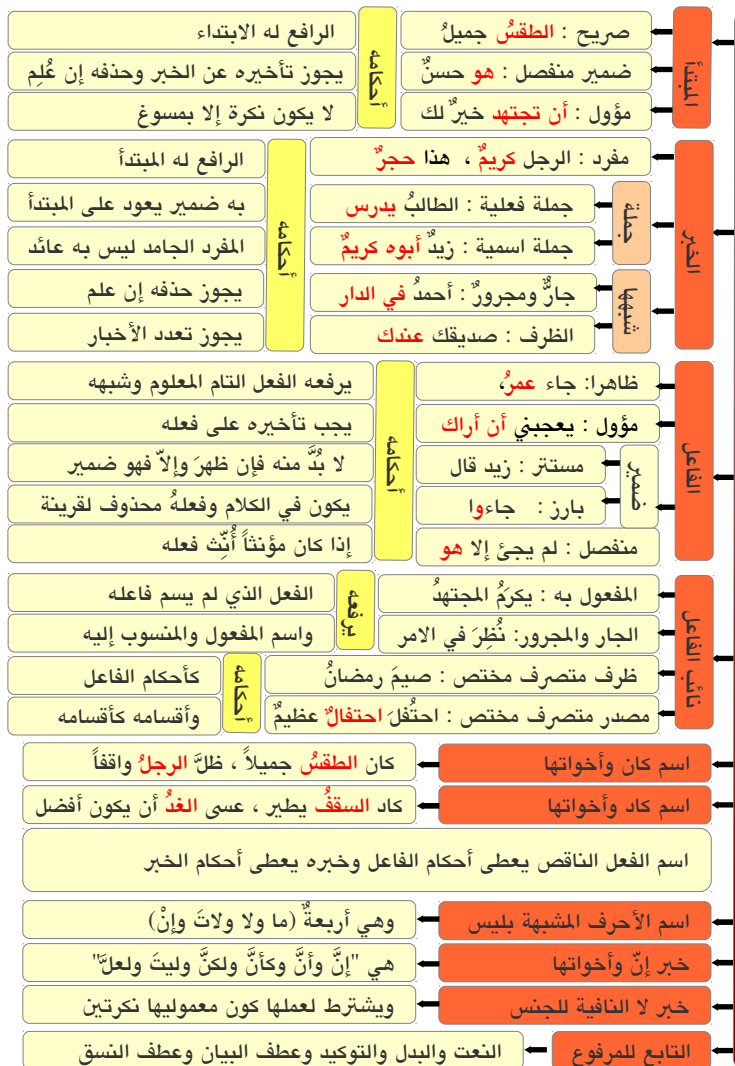 المبتدأ
صريح : الطقسُ جميلُ
ضمير منفصل : هو حسنٌ
مؤول : أن تجتهد خيرٌ لك
أحكامه
الرافع له الابتداء
يجوز تأخيره عن الخبر وحذفه إن عُلِم
لا يكون نكرة إلا بمسوغ
الخبر
مفرد : الرجل كريمٌ ، هذا حجرٌ
جملة
جملة فعلية : الطالبُ يدرس
جملة اسمية : زيدٌ أبوه كريمٌ
شبهها
جارٌّ ومجرورٌ : أحمدُ في الدار
الظرف : صديقك عندك
أحكامه
الرافع له المبتدأ
به ضمير يعود على المبتدأ
المفرد الجامد ليس به عائد
يجوز حذفه إن علم
يجوز تعدد الأخبار
الفاعل
ظاهرا: جاء عمرُ،
مؤول : يعجبني أن أراك
ضمير
مستتر : زيد قال
بارز : جاءوا
منفصل : لم يجئ إلا هو
أحكامه
يرفعه الفعل التام المعلوم وشبهه
يجب تأخيره على فعله
لا بُدَّ منه فإن ظهرَ وإلاّ فهو ضمير
يكون في الكلام وفعلهُ محذوف لقرينة
إذا كان مؤنثاً أُنِّث فعله
نائب الفاعل
المفعول به : يكرَمُ المجتهدُ
الجار والمجرور: نُظِرَ في الامر
ظرف متصرف مختص : صيمَ رمضانُ
مصدر متصرف مختص : احتُفلَ احتفالٌ عظيمٌ
يرفعه
الفعل الذي لم يسم فاعله
واسم المفعول والمنسوب إليه
أحكامه
كأحكام الفاعل
وأقسامه كأقسامه
اسم كان وأخواتها
كان الطقسُ جميلاً ، ظلَّ الرجلُ واقفاً
اسم كاد وأخواتها
كاد السقفُ يطير ، عسى الغدُ أن يكون أفضل
اسم الفعل الناقص يعطى أحكام الفاعل وخبره يعطى أحكام الخبر
اسم الأحرف المشبهة بليس
وهي أربعةٌ (ما ولا ولاتَ وإنْ)
خبر إنّ وأخواتها
هي "إنَّ وأنَّ وكأنَّ ولكنَّ وليتَ ولعلَّ"
خبر لا النافية للجنس
ويشترط لعملها كون معموليها نكرتين
التابع للمرفوع
النعت والبدل والتوكيد وعطف البيان وعطف النسق